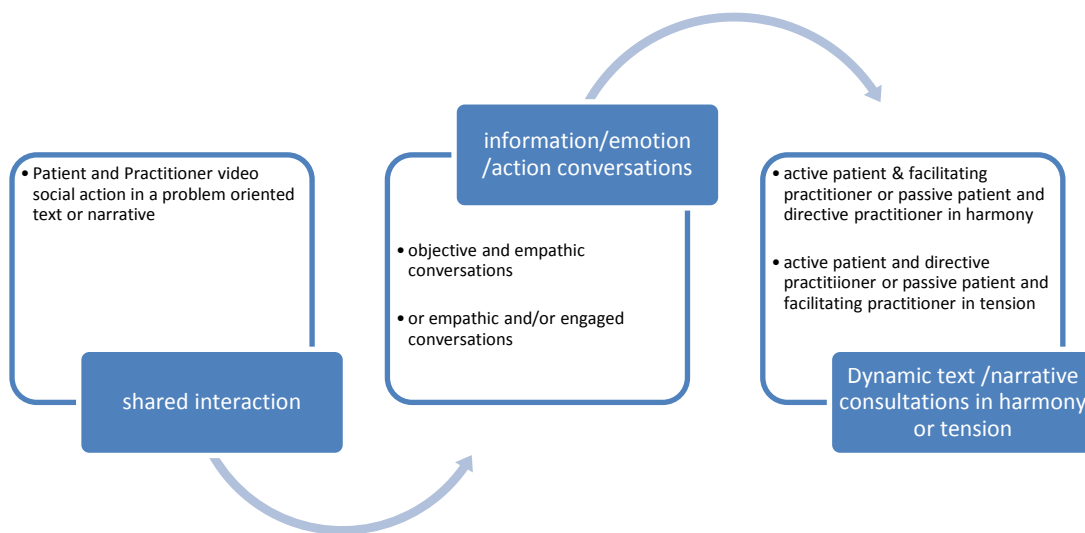 • Patient and Practitioner video
social action in a problem oriented
text or narrative
shared interaction
information/emotion
/action conversations
• objective and empathic
conversations
• or empathic and/or engaged
conversations
• active patient & facilitating
practitioner or passive patient and
directive practitioner in harmony
• active patient and directive
practitiioner or passive patient and
facilitating practitioner in tension
Dynamic text /narrative
consultations in harmony
or tension